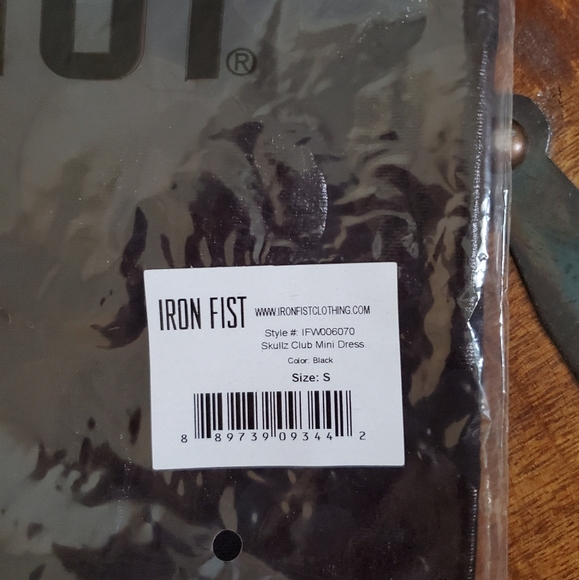 ®
IRON FIST WWW.IRONFISTCLOTHING.COM
Style #: IFW006070
Skullz Club Mini Dress
Color: Black
Size: S
8 89739 09344 2